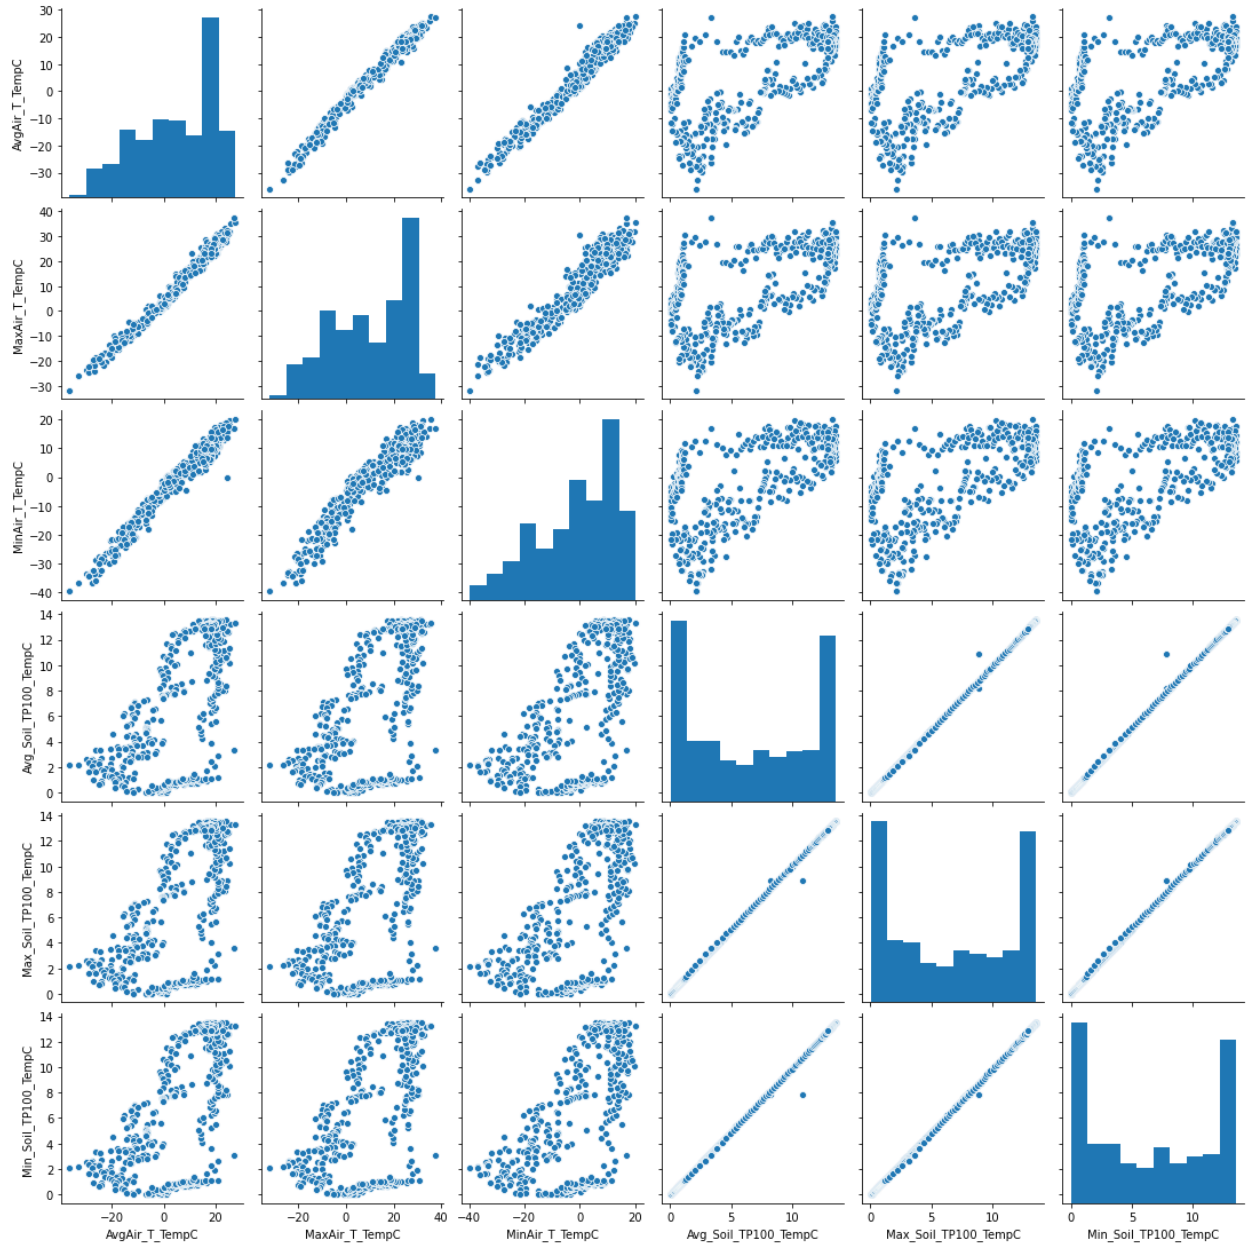 30
20
10
0
−10
−20
−30
AvgAir_T_TempC
40
30
20
10
0
−10
−20
−30
MaxAir_T_TempC
20
10
0
−10
−20
−30
−40
MinAir_T_TempC
14
12
10
8
6
4
2
0
Avg_Soil_TP100_TempC
14
12
10
8
6
4
2
0
Max_Soil_TP100_TempC
14
12
10
8
6
4
2
0
Min_Soil_TP100_TempC
−20 0 20
AvgAir_T_TempC
−20 0 20 40
MaxAir_T_TempC
−40 −20 0 20
MinAir_T_TempC
0 5 10
Avg_Soil_TP100_TempC
0 5 10
Max_Soil_TP100_TempC
0 5 10
Min_Soil_TP100_TempC